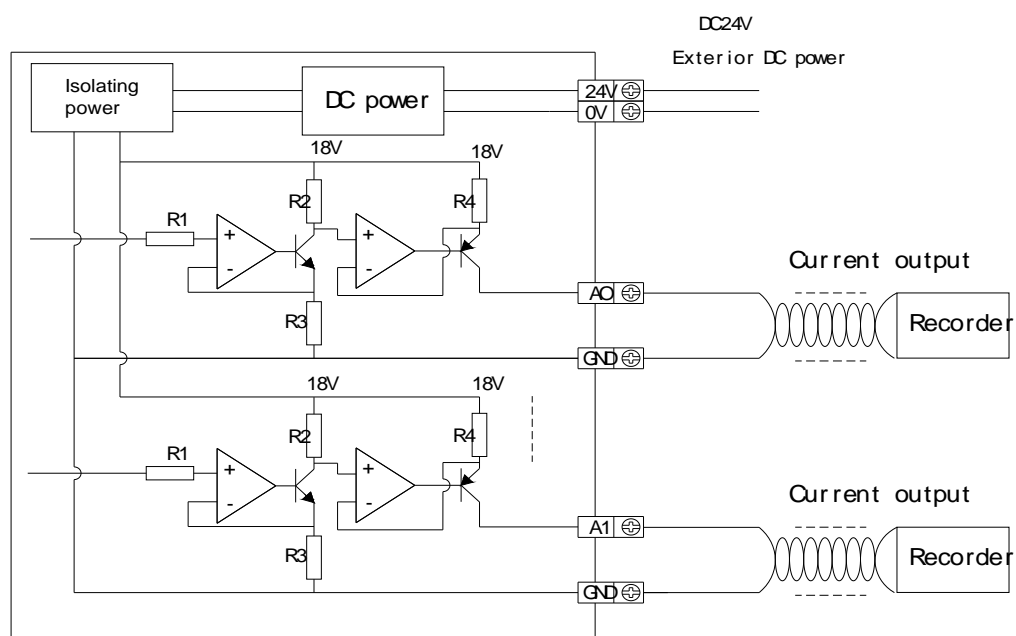 DC24V
Exterior DC power
Isolating
power
DC power
24V
0V
18V
18V
R2
R4
R1
+
-
+
-
R3
Current output
AO
Recorder
GND
18V
18V
R2
R4
R1
+
-
+
-
R3
Current output
A1
Recorder
GND